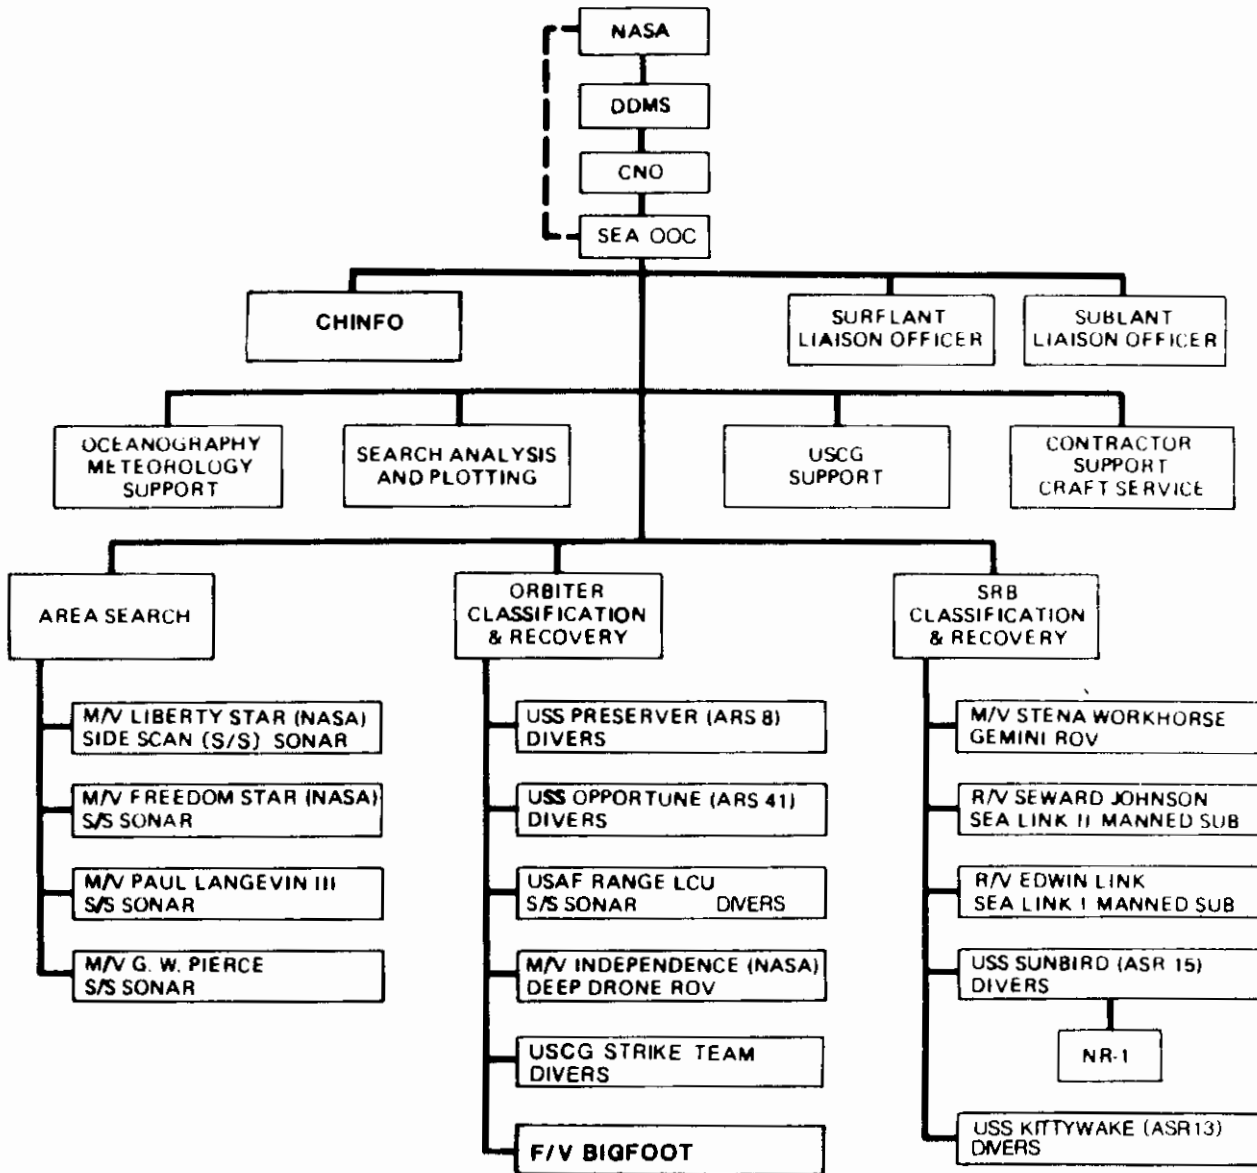 NASA
DDMS
CNO
SEA OOC
CHINFO
SURFLANT
LIAISON OFFICER
SUBLANT
LIAISON OFFICER
OCEANOGRAPHY
METEOROLOGY
SUPPORT
SEARCH ANALYSIS
AND PLOTTING
USCG
SUPPORT
CONTRACTOR
SUPPORT
CRAFT SERVICE
AREA SEARCH
ORBITER
CLASSIFICATION
& RECOVERY
SRB
CLASSIFICATION
& RECOVERY
M/V LIBERTY STAR (NASA)
SIDE SCAN (S/S) SONAR
M/V FREEDOM STAR (NASA)
S/S SONAR
M/V PAUL LANGEVIN III
S/S SONAR
M/V G. W. PIERCE
S/S SONAR
USS PRESERVER (ARS 8)
DIVERS
USS OPPORTUNE (ARS 41)
DIVERS
USAF RANGE LCU
S/S SONAR DIVERS
M/V INDEPENDENCE (NASA)
DEEP DRONE ROV
USCG STRIKE TEAM
DIVERS
F/V BIGFOOT
M/V STENA WORKHORSE
GEMINI ROV
R/V SEWARD JOHNSON
SEA LINK II MANNED SUB
R/V EDWIN LINK
SEA LINK I MANNED SUB
USS SUNBIRD (ASR 15)
DIVERS
NR-1
USS KITTYWAKE (ASR13)
DIVERS